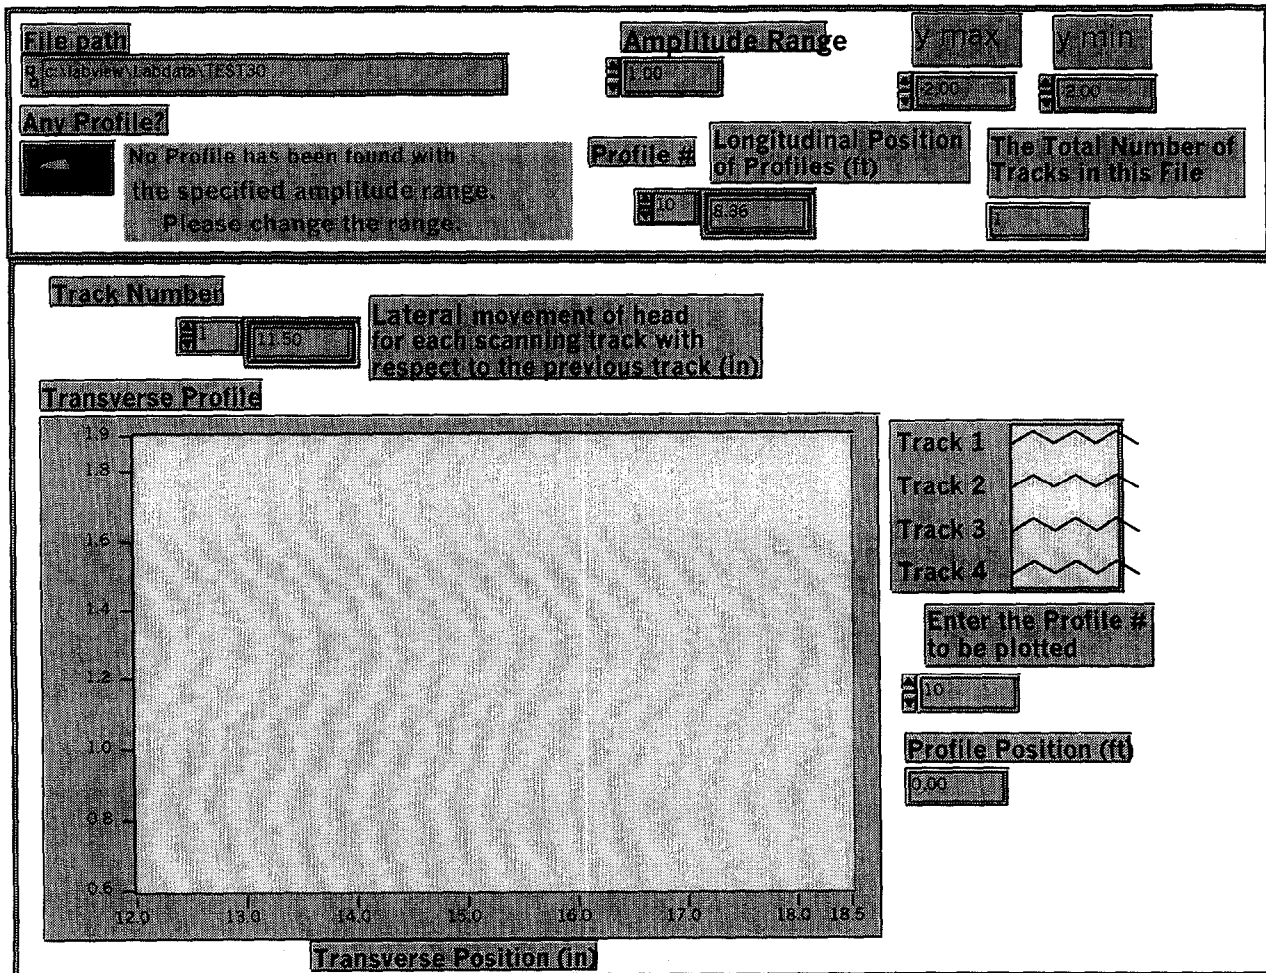 File path
c:\labview\Labdata\TEST30
Amplitude Range
1.00
y max
-2.00
y min
-2.00
Any Profile?
No Profile has been found with
the specified amplitude range.
Please change the range.
Profile #
10
Longitudinal Position
of Profiles (ft)
8.36
The Total Number of
Tracks in this File
1
Track Number
1
11.50
Lateral movement of head
for each scanning track with
respect to the previous track (in)
Transverse Profile
1.9
1.8
1.6
1.4
1.2
1.0
0.8
0.6
12.0 13.0 14.0 15.0 16.0 17.0 18.0 18.5
Transverse Position (in)
Track 1
Track 2
Track 3
Track 4
Enter the Profile #
to be plotted
10
Profile Position (ft)
0.00